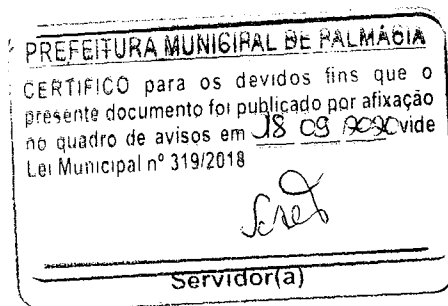 PREFEITURA MUNICIPAL DE PALMÁCIA
CERTIFICO para os devidos fins que o
presente documento foi publicado por afixação
no quadro de avisos em 18 09 2020 vide
Lei Municipal nº 319/2018
Servidor(a)